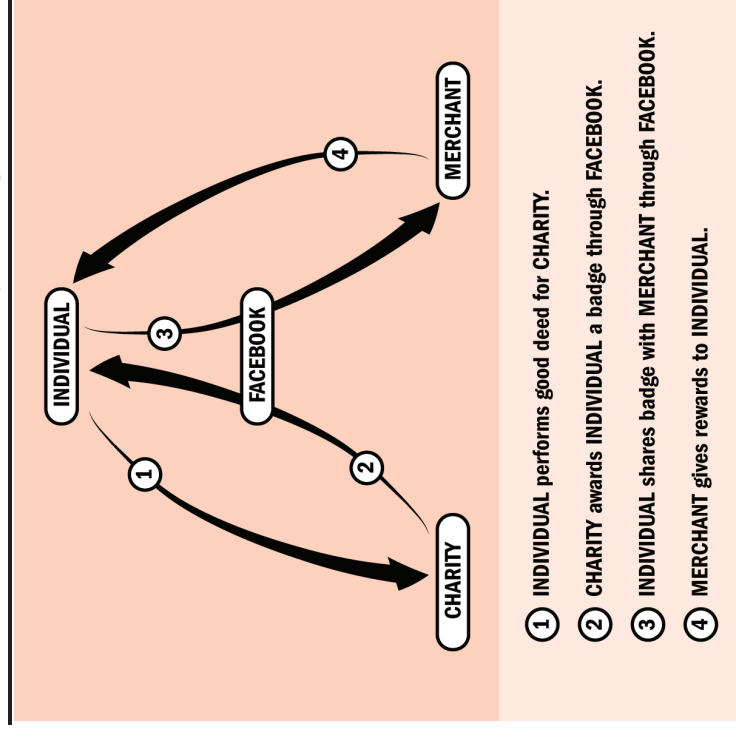 INDIVIDUAL
1
3
4
FACEBOOK
2
CHARITY
MERCHANT
1 INDIVIDUAL performs good deed for CHARITY.
2 CHARITY awards INDIVIDUAL a badge through FACEBOOK.
3 INDIVIDUAL shares badge with MERCHANT through FACEBOOK.
4 MERCHANT gives rewards to INDIVIDUAL.